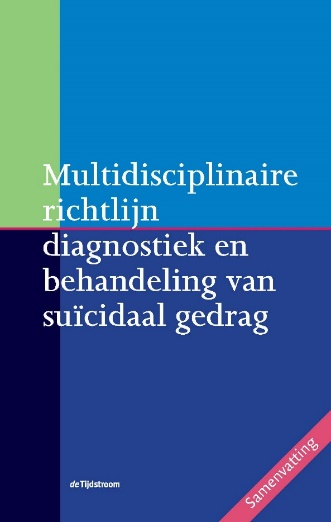 Multidisciplinaire
richtlijn
diagnostiek en
behandeling van
suïcidaal gedrag
de Tijdstroom
Samenvatting